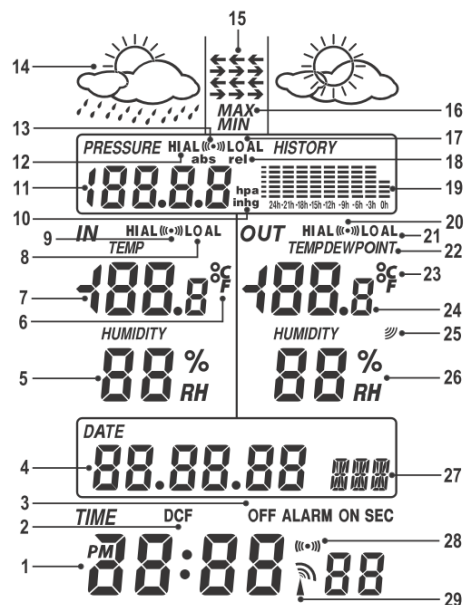 15
14
MAX
MIN
16
13
17
PRESSURE HI AL LO AL HISTORY
12
abs rel
18
11
188.8.8
hpa
19
10
inhg
24h -21h -18h -15h -12h -9h -6h -3h 0h
20
IN HI AL LO AL OUT HI AL LO AL
21
9
8
TEMP TEMP DEWPOINT
22
7
-188.8 °C °F
-188.8 °C °F
23
6
24
HUMIDITY HUMIDITY
25
5
88 % RH
88 % RH
26
DATE
4
88.88.88
27
3
TIME DCF OFF ALARM ON SEC
2
28
1
PM 28:88 88
29